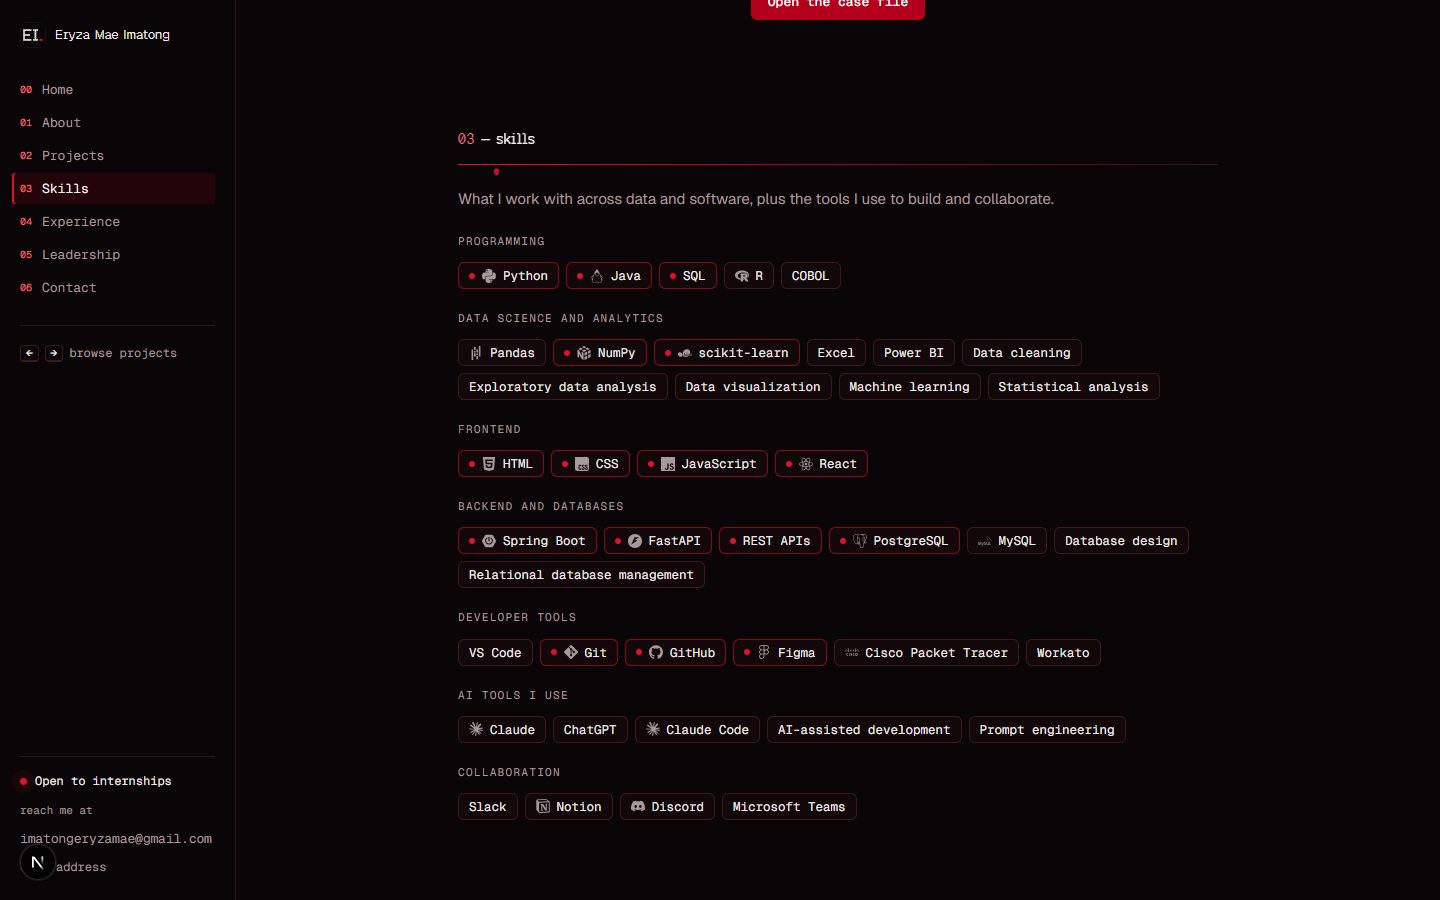 Open the case file
EI. Eryza Mae Imatong
00 Home
01 About
02 Projects
03 Skills
04 Experience
05 Leadership
06 Contact
← → browse projects
Open to internships
reach me at
imatongeryzamae@gmail.com
N address
03 — skills
What I work with across data and software, plus the tools I use to build and collaborate.
PROGRAMMING
Python Java SQL R COBOL
DATA SCIENCE AND ANALYTICS
Pandas NumPy scikit-learn Excel Power BI Data cleaning
Exploratory data analysis Data visualization Machine learning Statistical analysis
FRONTEND
HTML CSS JavaScript React
BACKEND AND DATABASES
Spring Boot FastAPI REST APIs PostgreSQL MySQL Database design
Relational database management
DEVELOPER TOOLS
VS Code Git GitHub Figma Cisco Packet Tracer Workato
AI TOOLS I USE
Claude ChatGPT Claude Code AI-assisted development Prompt engineering
COLLABORATION
Slack Notion Discord Microsoft Teams